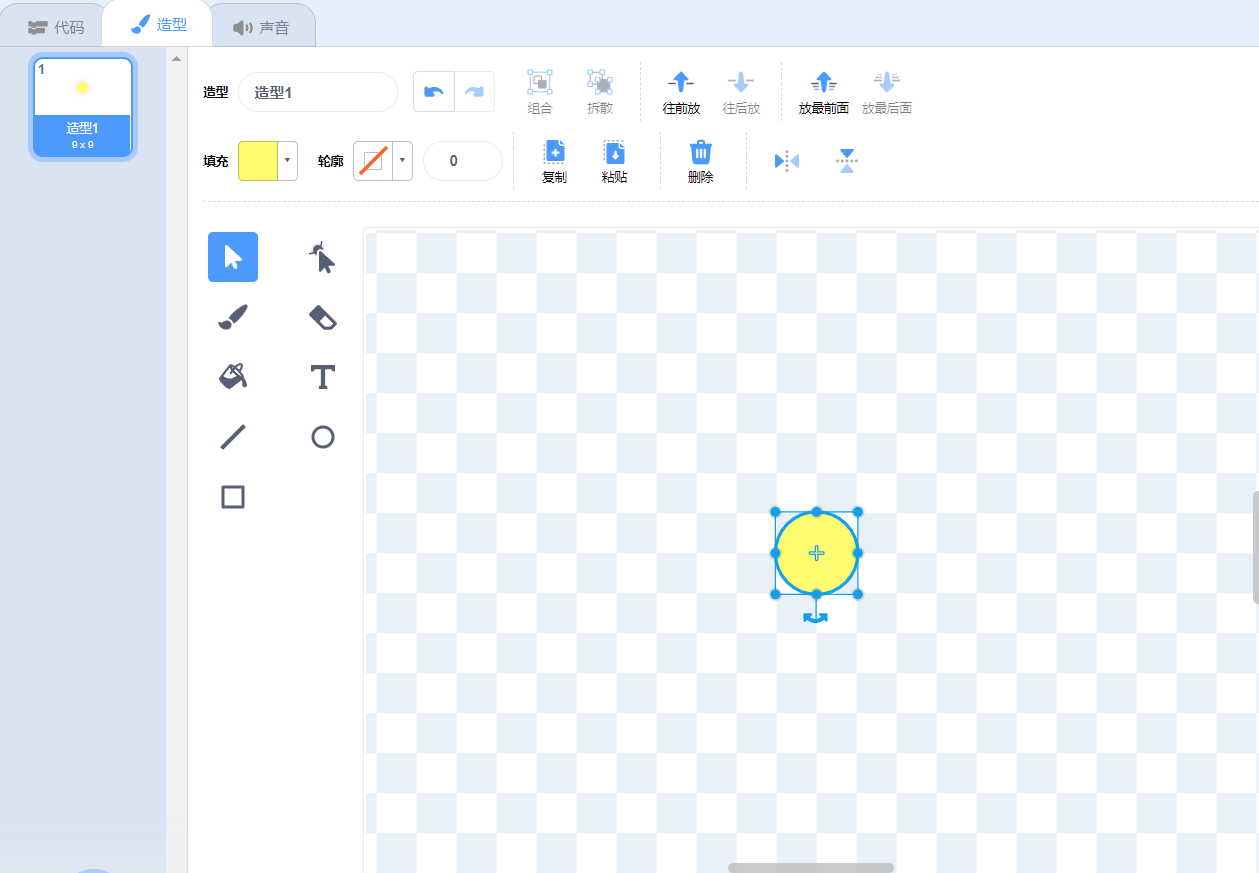 代码 造型 声音
1
造型1
9 x 9
造型 造型1 组合 拆散 往前放 往后放 放最前面 放最后面
填充 轮廓 0 复制 粘贴 删除